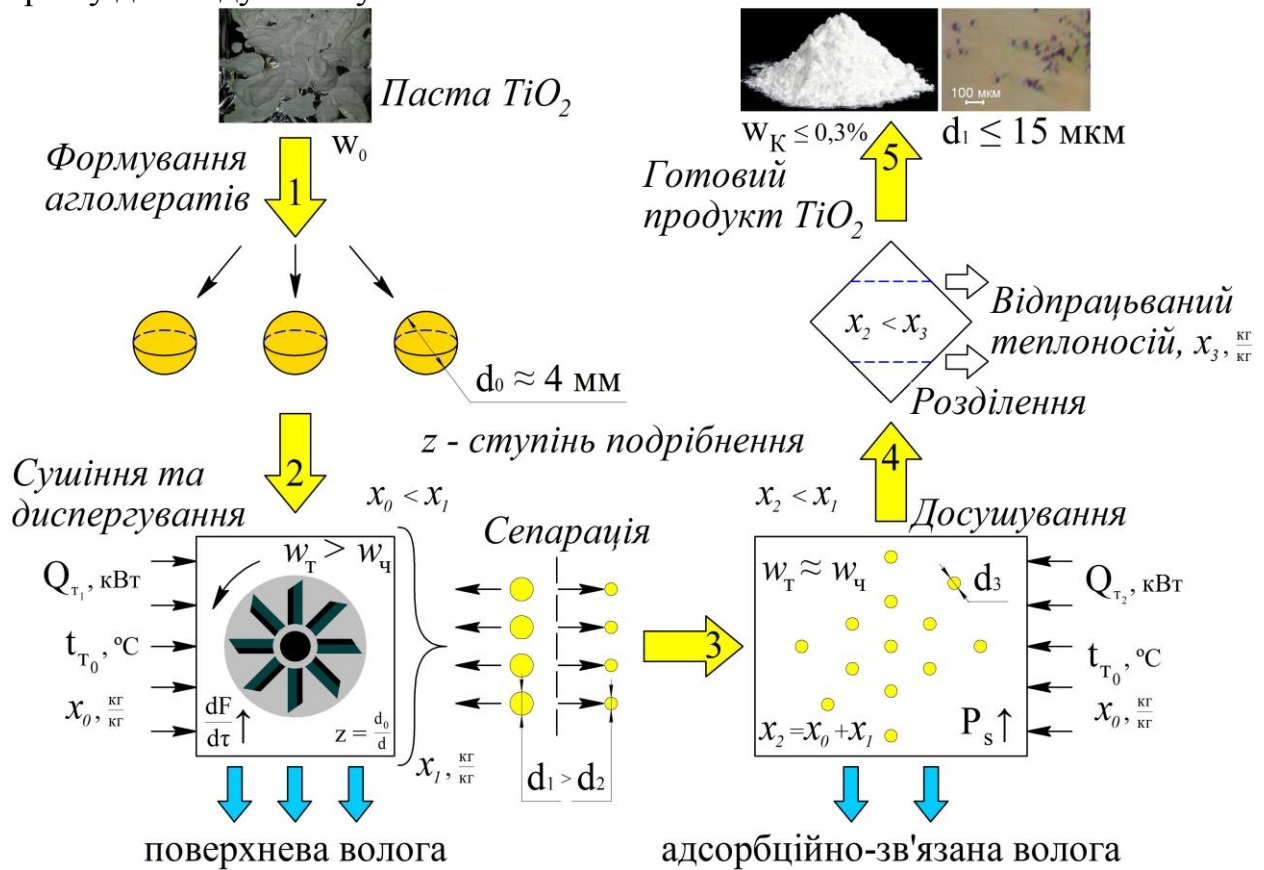 Паста TiO₂
w₀
Формування
агломератів
1
d₀ ≈ 4 мм
2
z - ступінь подрібнення
Сушіння та
диспергування
x₀ < x₁
Qт₁, кВт
tт₀, ºC
x₀, кг/кг
wт > wч
dF/dτ ↑
z = d₀/d
x₁, кг/кг
поверхнева волога
Сепарація
d₁ > d₂
3
x₂ < x₁
Досушування
wт ≈ wч
d₃
x₂ = x₀ + x₁
Pₛ ↑
Qт₂, кВт
tт₀, ºC
x₀, кг/кг
адсорбційно-зв'язана волога
4
Розділення
x₂ < x₃
Відпрацьваний
теплоносій, x₃, кг/кг
5
Готовий
продукт TiO₂
wК ≤ 0,3%
d₁ ≤ 15 мкм
100 мкм